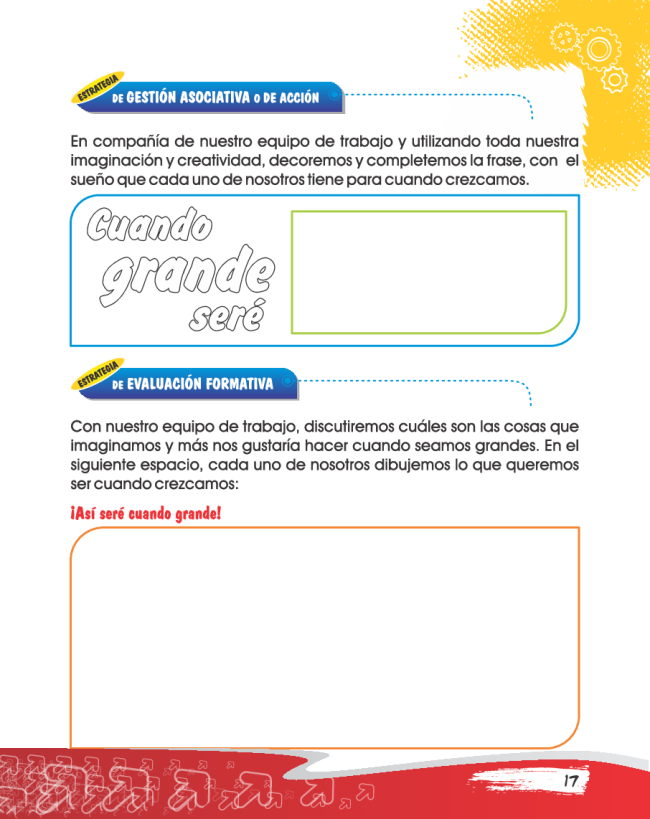 ESTRATEGIA
DE GESTIÓN ASOCIATIVA O DE ACCIÓN
En compañía de nuestro equipo de trabajo y utilizando toda nuestra
imaginación y creatividad, decoremos y completemos la frase, con el
sueño que cada uno de nosotros tiene para cuando crezcamos.
Cuando
grande
seré
ESTRATEGIA
DE EVALUACIÓN FORMATIVA
Con nuestro equipo de trabajo, discutiremos cuáles son las cosas que
imaginamos y más nos gustaría hacer cuando seamos grandes. En el
siguiente espacio, cada uno de nosotros dibujemos lo que queremos
ser cuando crezcamos:
¡Así seré cuando grande!
17